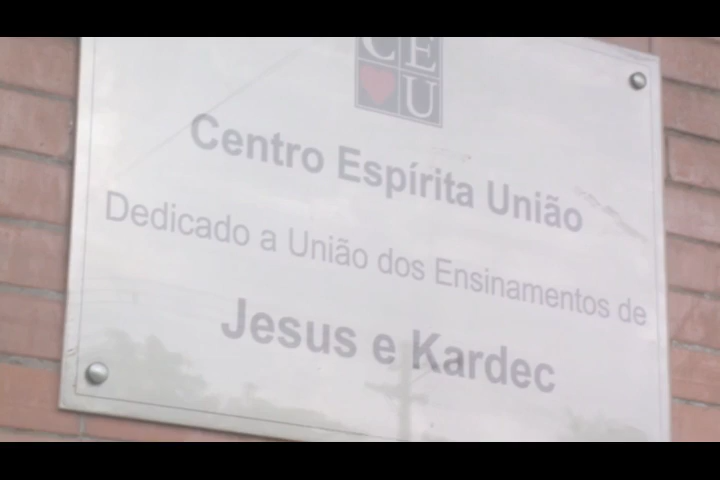 CE
U
Centro Espírita União
Dedicado a União dos Ensinamentos de
Jesus e Kardec